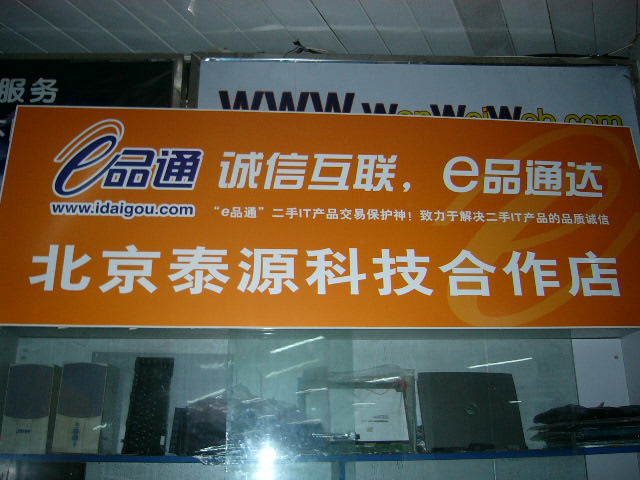 服务
WWW.WenWeiWeb.com
e品通
www.idaigou.com
诚信互联，e品通达
“e品通”二手IT产品交易保护神！致力于解决二手IT产品的品质诚信
北京泰源科技合作店